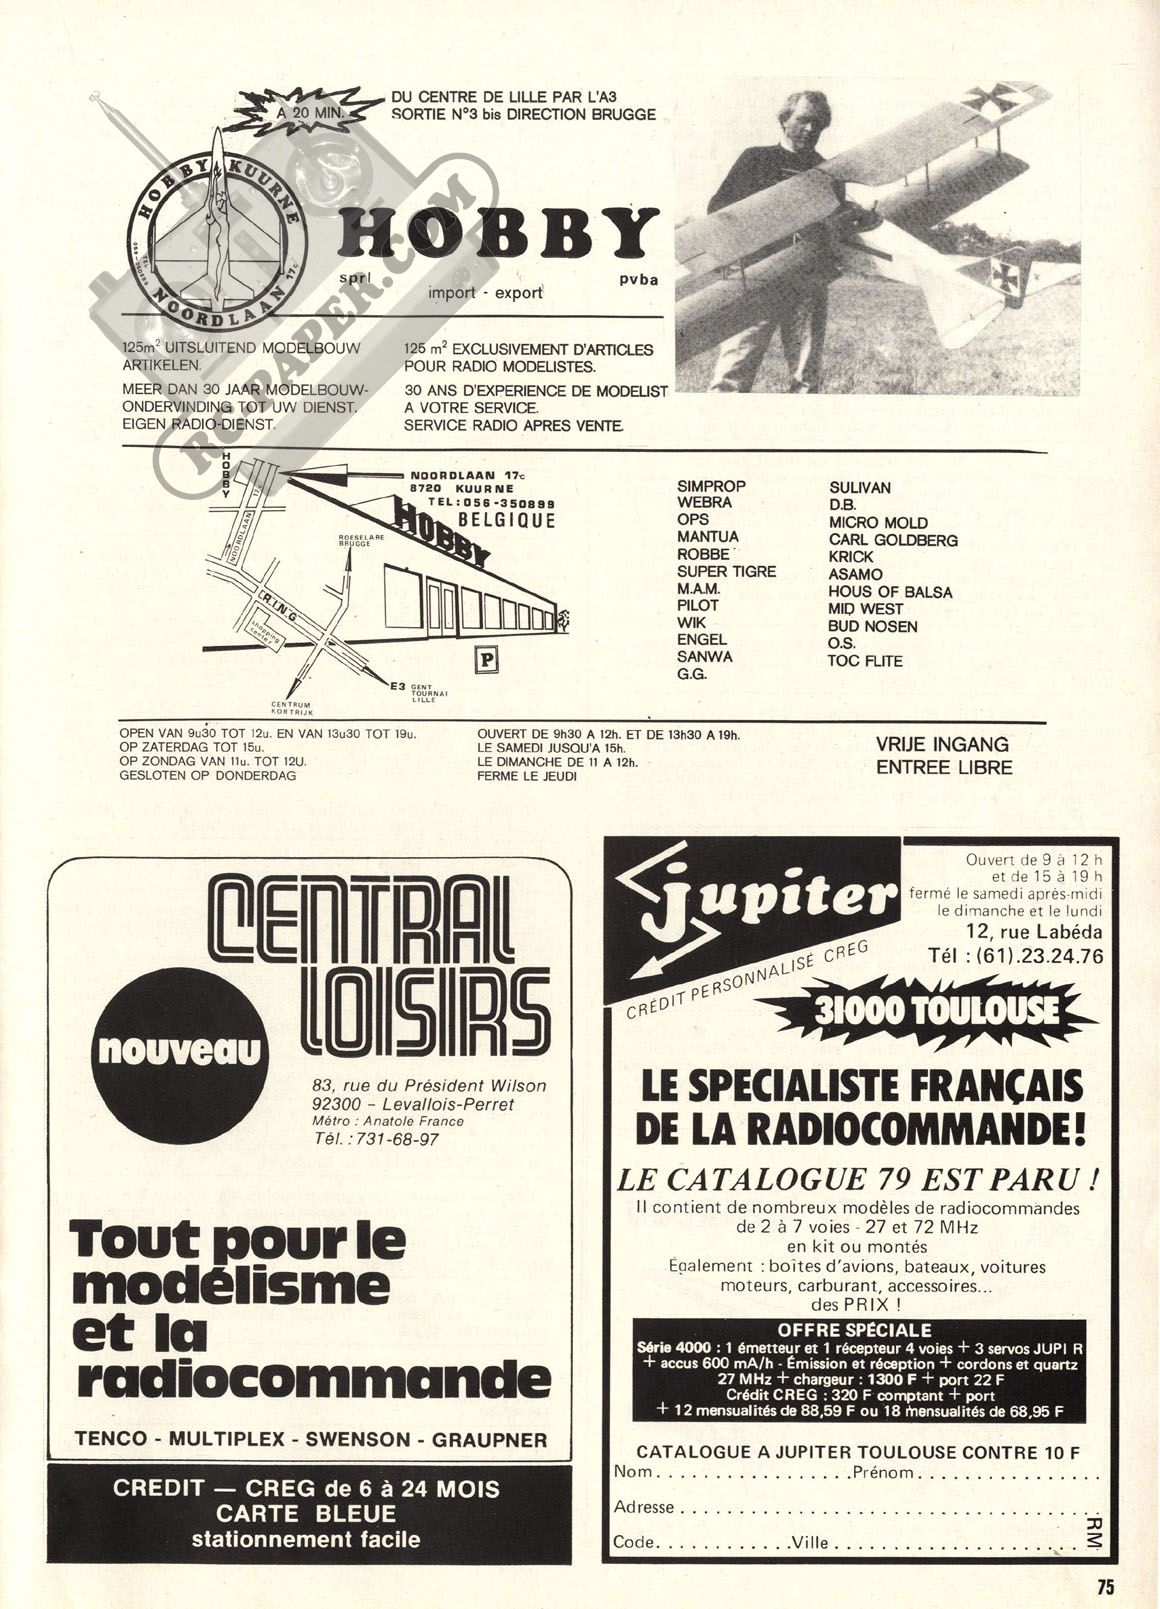 A 20 MIN.
DU CENTRE DE LILLE PAR L'A3
SORTIE N°3 bis DIRECTION BRUGGE
HOBBY KUURNE
NOORDLAAN 17c
HOBBY
sprl
pvba
import - export
RC-PAPER.COM
125m² UITSLUITEND MODELBOUW
ARTIKELEN.
MEER DAN 30 JAAR MODELBOUW-
ONDERVINDING TOT UW DIENST.
EIGEN RADIO-DIENST.
125 m² EXCLUSIVEMENT D'ARTICLES
POUR RADIO MODELISTES.
30 ANS D'EXPERIENCE DE MODELIST
A VOTRE SERVICE.
SERVICE RADIO APRES VENTE.
HOBBY
NOORDLAAN 17c
8720 KUURNE
TEL:056-350899
BELGIQUE
HOBBY
NOORDLAAN
17c
ROESELARE
BRUGGE
RING
shopping
center
P
E3 GENT
TOURNAI
LILLE
CENTRUM
KORTRIJK
SIMPROP
WEBRA
OPS
MANTUA
ROBBE
SUPER TIGRE
M.A.M.
PILOT
WIK
ENGEL
SANWA
G.G.
SULIVAN
D.B.
MICRO MOLD
CARL GOLDBERG
KRICK
ASAMO
HOUS OF BALSA
MID WEST
BUD NOSEN
O.S.
TOC FLITE
OPEN VAN 9u30 TOT 12u. EN VAN 13u30 TOT 19u.
OP ZATERDAG TOT 15u.
OP ZONDAG VAN 11u. TOT 12U.
GESLOTEN OP DONDERDAG
OUVERT DE 9h30 A 12h. ET DE 13h30 A 19h.
LE SAMEDI JUSQU'A 15h.
LE DIMANCHE DE 11 A 12h.
FERME LE JEUDI
VRIJE INGANG
ENTREE LIBRE
CENTRAL
LOISIRS
nouveau
83, rue du Président Wilson
92300 – Levallois-Perret
Métro : Anatole France
Tél. : 731-68-97
Tout pour le
modélisme
et la
radiocommande
TENCO - MULTIPLEX - SWENSON - GRAUPNER
CREDIT — CREG de 6 à 24 MOIS
CARTE BLEUE
stationnement facile
jupiter
CRÉDIT PERSONNALISÉ CREG
Ouvert de 9 à 12 h
et de 15 à 19 h
fermé le samedi après-midi
le dimanche et le lundi
12, rue Labéda
Tél : (61).23.24.76
31000 TOULOUSE
LE SPECIALISTE FRANÇAIS
DE LA RADIOCOMMANDE!
LE CATALOGUE 79 EST PARU !
Il contient de nombreux modèles de radiocommandes
de 2 à 7 voies - 27 et 72 MHz
en kit ou montés
Également : boîtes d'avions, bateaux, voitures
moteurs, carburant, accessoires...
des PRIX !
OFFRE SPÉCIALE
Série 4000 : 1 émetteur et 1 récepteur 4 voies + 3 servos JUPI R
+ accus 600 mA/h - Émission et réception + cordons et quartz
27 MHz + chargeur : 1300 F + port 22 F
Crédit CREG : 320 F comptant + port
+ 12 mensualités de 88,59 F ou 18 mensualités de 68,95 F
CATALOGUE A JUPITER TOULOUSE CONTRE 10 F
Nom. . . . . . . . . . . . . . . . .Prénom. . . . . . . . . . . . . . . .
Adresse . . . . . . . . . . . . . . . . . . . . . . . . . . . . . . . . . . .
Code. . . . . . . . . . . .Ville . . . . . . . . . . . . . . . . . . . . . .
RM
75